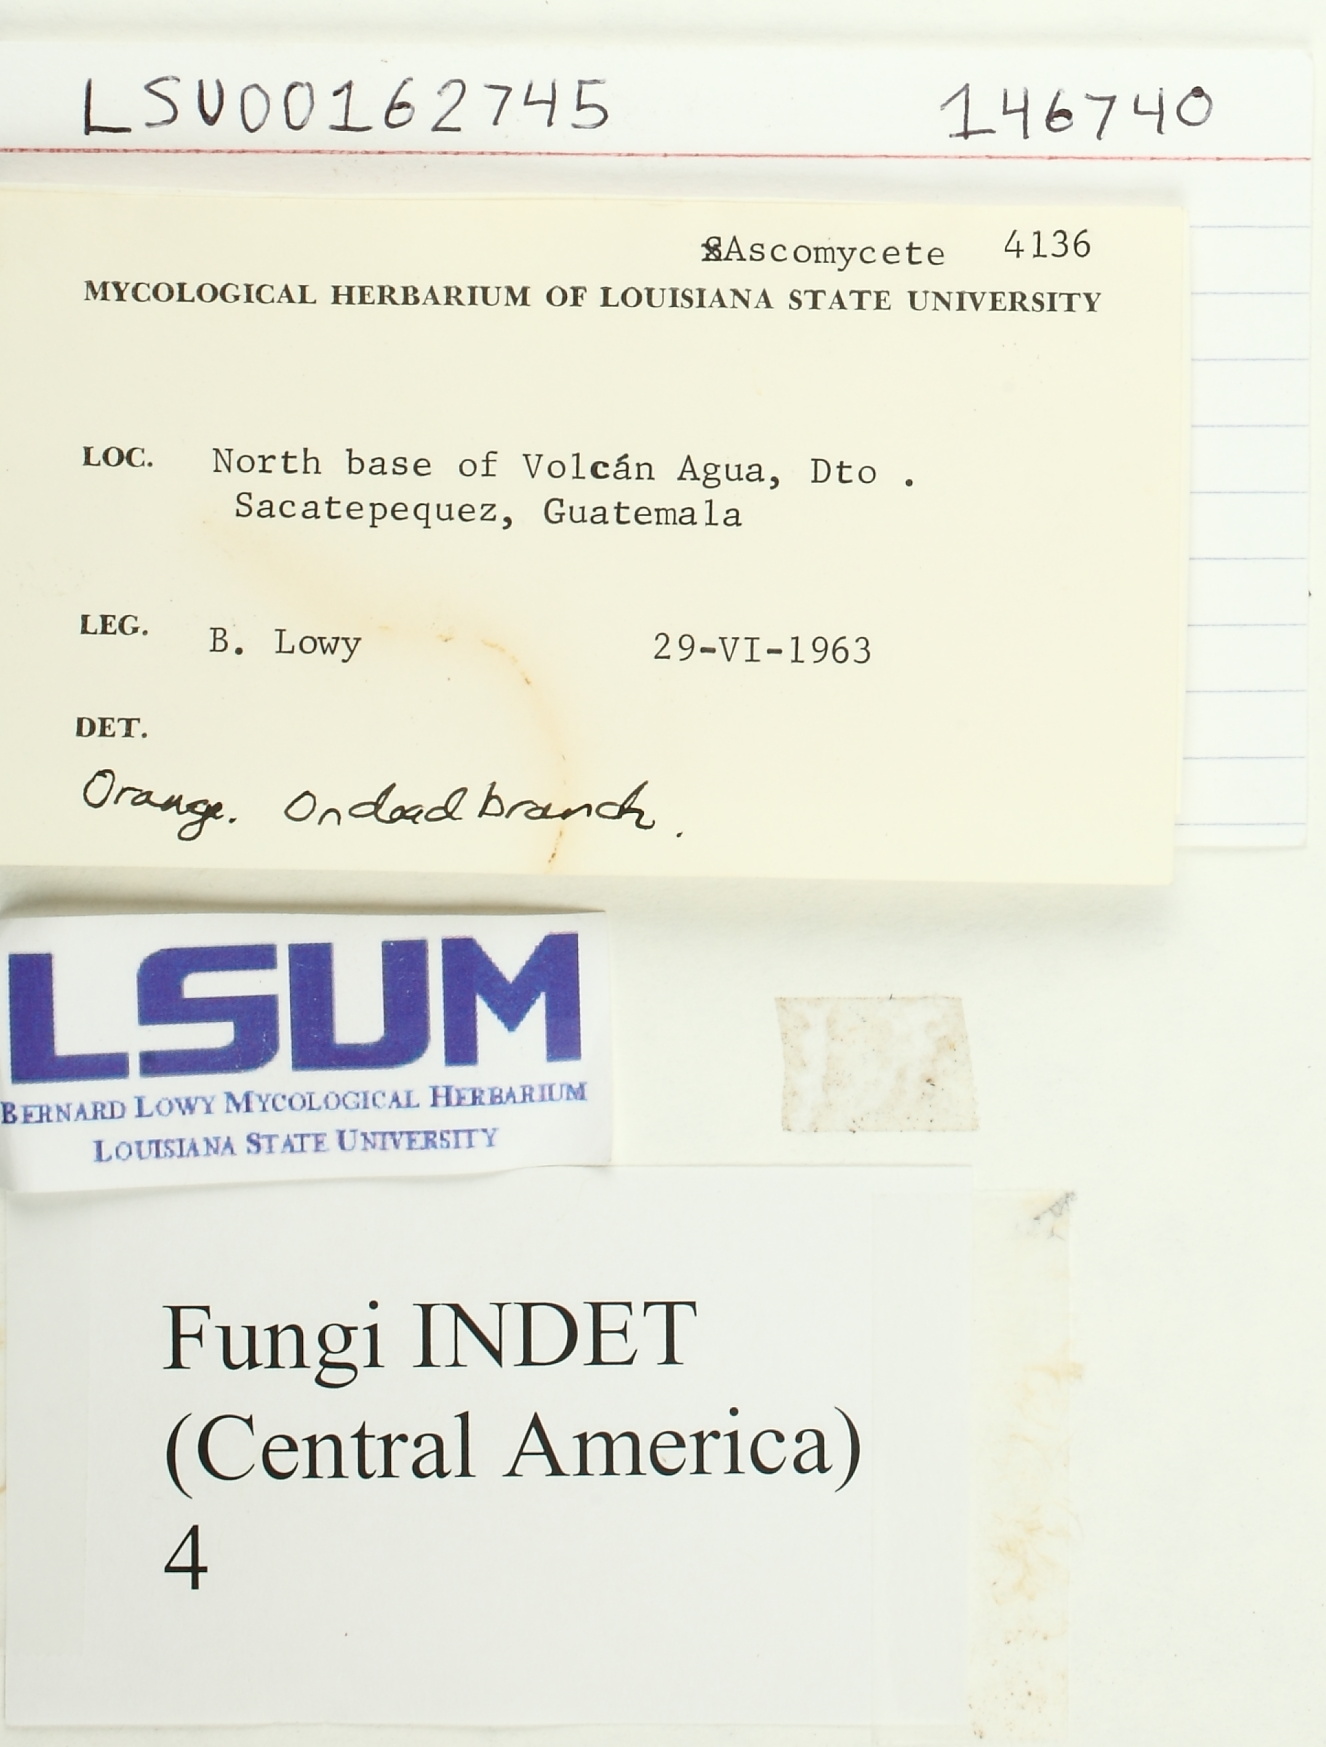 LSU00162745 146740
Ascomycete 4136
MYCOLOGICAL HERBARIUM OF LOUISIANA STATE UNIVERSITY
LOC. North base of Volcán Agua, Dto .
Sacatepequez, Guatemala
LEG. B. Lowy 29-VI-1963
DET.
Orange. On dead branch.
LSUM
BERNARD LOWY MYCOLOGICAL HERBARIUM
LOUISIANA STATE UNIVERSITY
Fungi INDET
(Central America)
4